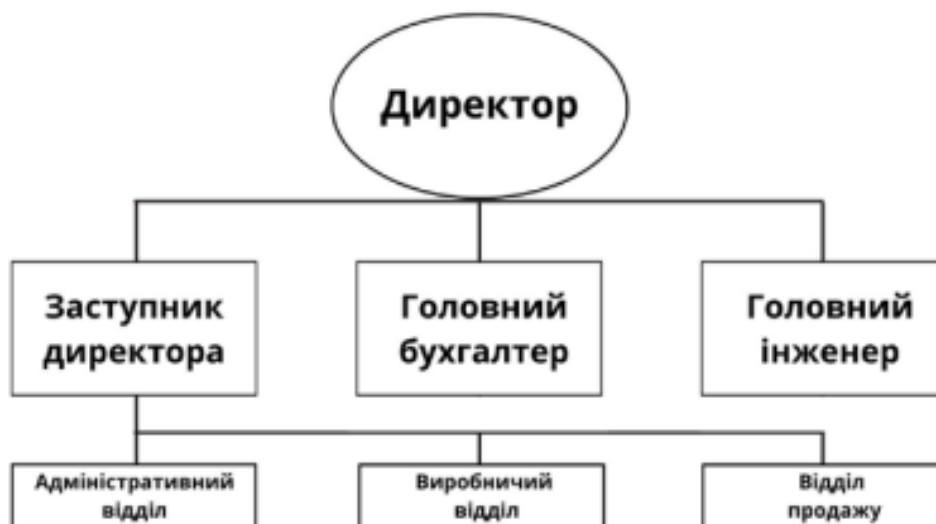 Директор
Заступник
директора
Головний
бухгалтер
Головний
інженер
Адміністративний
відділ
Виробничий
відділ
Відділ
продажу